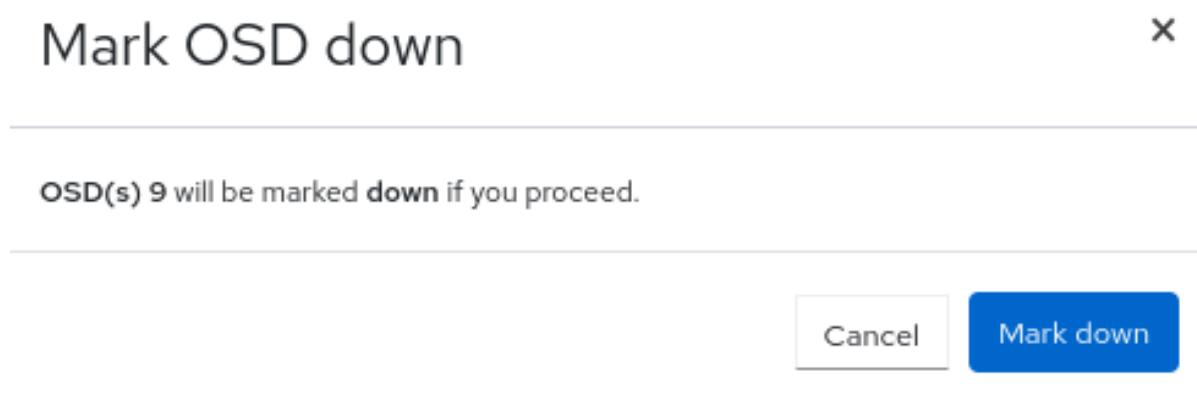 Mark OSD down
OSD(s) 9 will be marked down if you proceed.
Cancel
Mark down